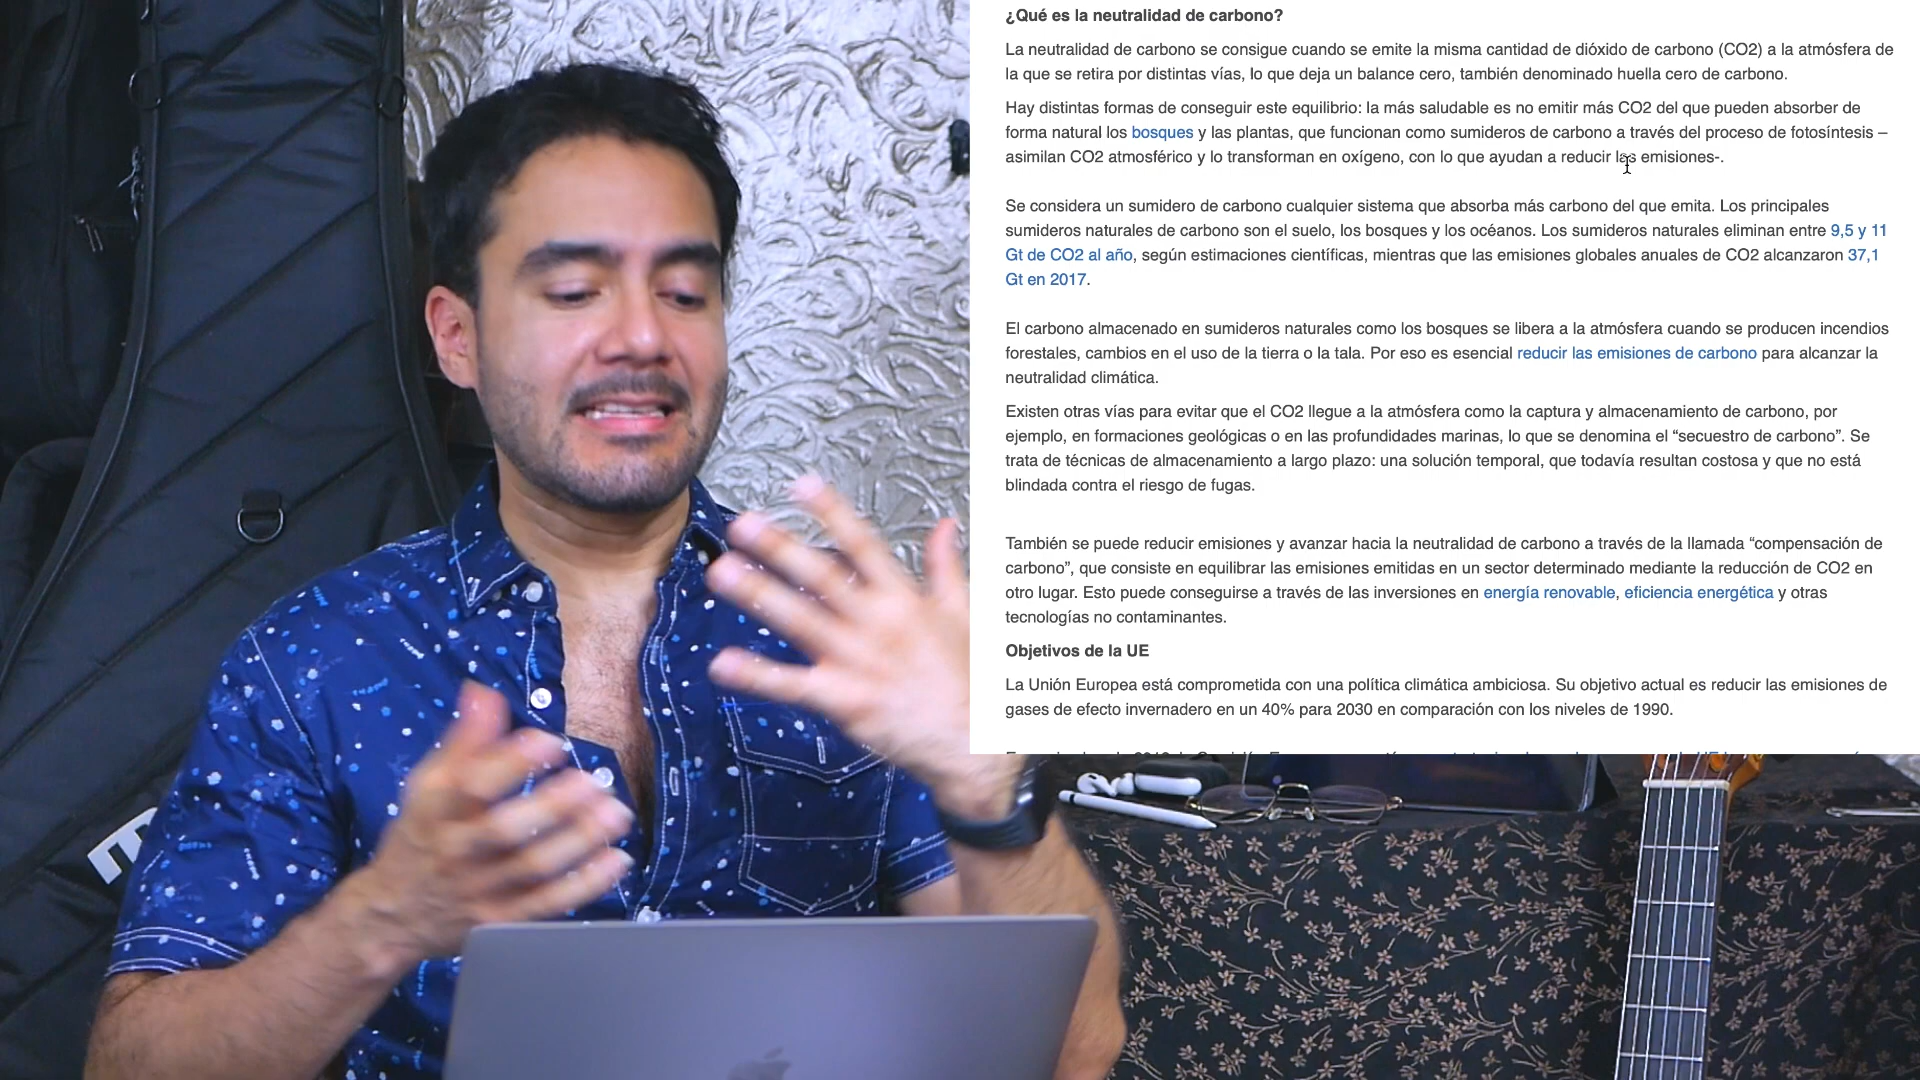 ¿Qué es la neutralidad de carbono?
La neutralidad de carbono se consigue cuando se emite la misma cantidad de dióxido de carbono (CO2) a la atmósfera de
la que se retira por distintas vías, lo que deja un balance cero, también denominado huella cero de carbono.
Hay distintas formas de conseguir este equilibrio: la más saludable es no emitir más CO2 del que pueden absorber de
forma natural los bosques y las plantas, que funcionan como sumideros de carbono a través del proceso de fotosíntesis –
asimilan CO2 atmosférico y lo transforman en oxígeno, con lo que ayudan a reducir las emisiones-.
Se considera un sumidero de carbono cualquier sistema que absorba más carbono del que emita. Los principales
sumideros naturales de carbono son el suelo, los bosques y los océanos. Los sumideros naturales eliminan entre 9,5 y 11
Gt de CO2 al año, según estimaciones científicas, mientras que las emisiones globales anuales de CO2 alcanzaron 37,1
Gt en 2017.
El carbono almacenado en sumideros naturales como los bosques se libera a la atmósfera cuando se producen incendios
forestales, cambios en el uso de la tierra o la tala. Por eso es esencial reducir las emisiones de carbono para alcanzar la
neutralidad climática.
Existen otras vías para evitar que el CO2 llegue a la atmósfera como la captura y almacenamiento de carbono, por
ejemplo, en formaciones geológicas o en las profundidades marinas, lo que se denomina el “secuestro de carbono”. Se
trata de técnicas de almacenamiento a largo plazo: una solución temporal, que todavía resultan costosa y que no está
blindada contra el riesgo de fugas.
También se puede reducir emisiones y avanzar hacia la neutralidad de carbono a través de la llamada “compensación de
carbono”, que consiste en equilibrar las emisiones emitidas en un sector determinado mediante la reducción de CO2 en
otro lugar. Esto puede conseguirse a través de las inversiones en energía renovable, eficiencia energética y otras
tecnologías no contaminantes.
Objetivos de la UE
La Unión Europea está comprometida con una política climática ambiciosa. Su objetivo actual es reducir las emisiones de
gases de efecto invernadero en un 40% para 2030 en comparación con los niveles de 1990.